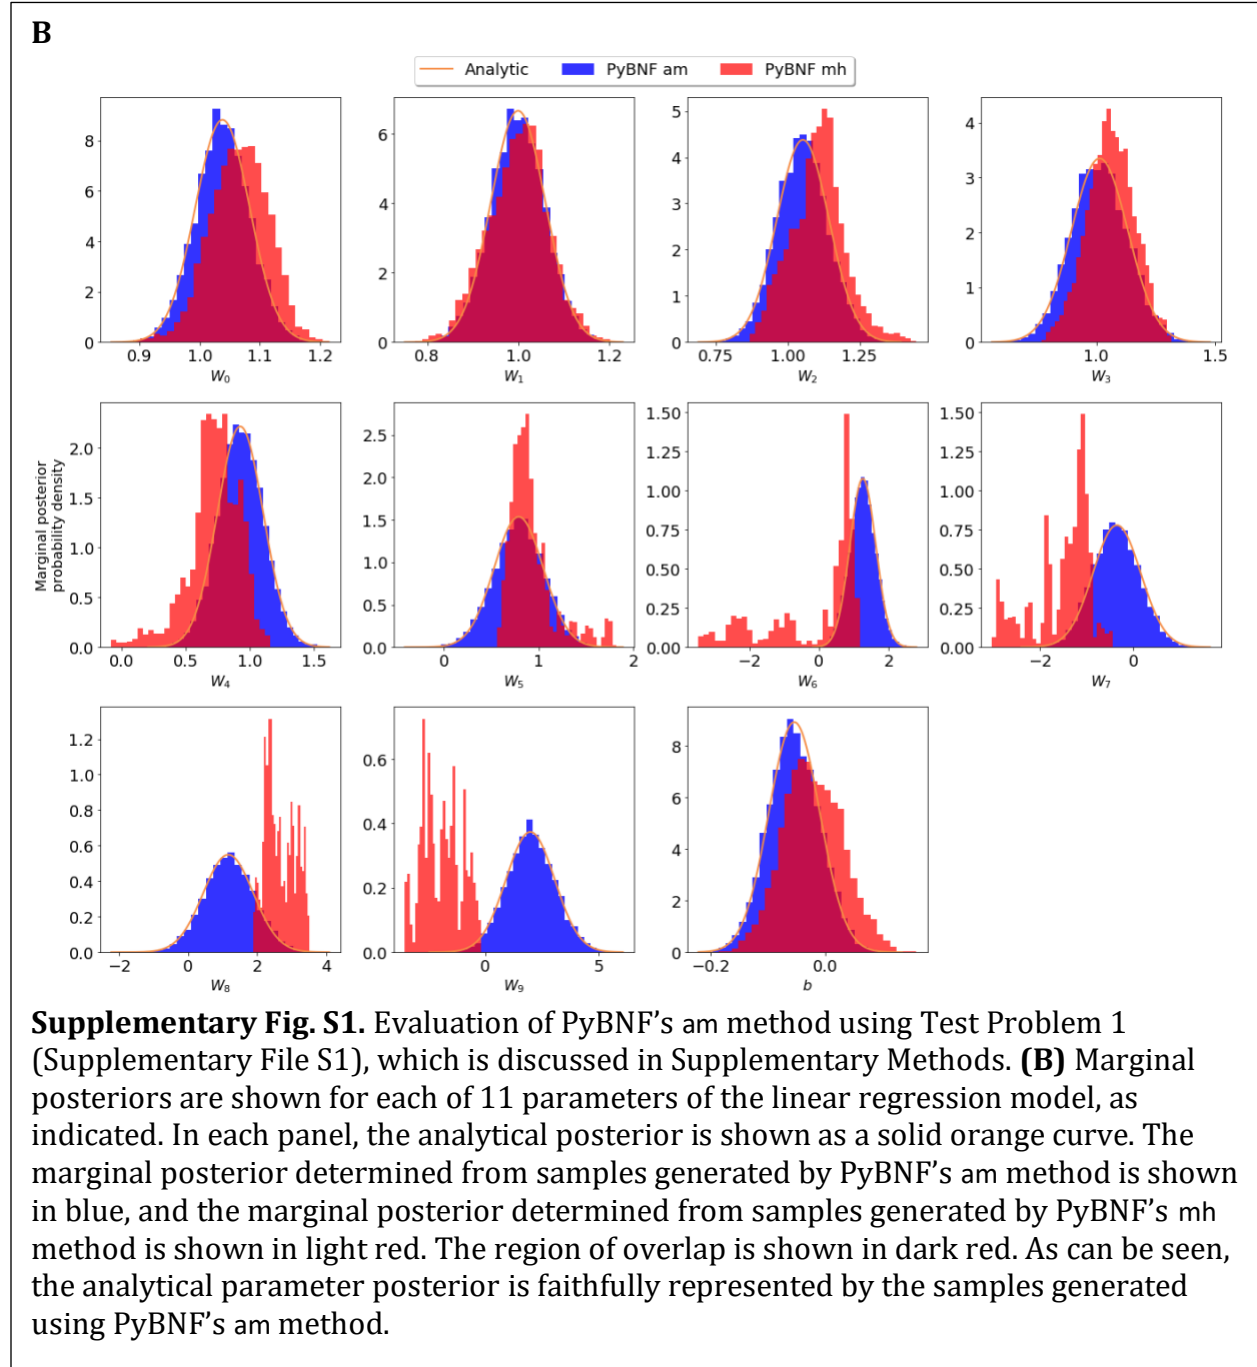 B
Analytic PyBNF am PyBNF mh
8
6
4
2
0
0.9 1.0 1.1 1.2
W0
6
4
2
0
0.8 1.0 1.2
W1
5
4
3
2
1
0
0.75 1.00 1.25
W2
4
3
2
1
0
1.0 1.5
W3
Marginal posterior
probability density
2.0
1.5
1.0
0.5
0.0
0.0 0.5 1.0 1.5
W4
2.5
2.0
1.5
1.0
0.5
0.0
0 1 2
W5
1.50
1.25
1.00
0.75
0.50
0.25
0.00
−2 0 2
W6
1.50
1.25
1.00
0.75
0.50
0.25
0.00
−2 0
W7
1.2
1.0
0.8
0.6
0.4
0.2
0.0
−2 0 2 4
W8
0.6
0.4
0.2
0.0
0 5
W9
8
6
4
2
0
−0.2 0.0
b
Supplementary Fig. S1. Evaluation of PyBNF’s am method using Test Problem 1
(Supplementary File S1), which is discussed in Supplementary Methods. (B) Marginal
posteriors are shown for each of 11 parameters of the linear regression model, as
indicated. In each panel, the analytical posterior is shown as a solid orange curve. The
marginal posterior determined from samples generated by PyBNF’s am method is shown
in blue, and the marginal posterior determined from samples generated by PyBNF’s mh
method is shown in light red. The region of overlap is shown in dark red. As can be seen,
the analytical parameter posterior is faithfully represented by the samples generated
using PyBNF’s am method.